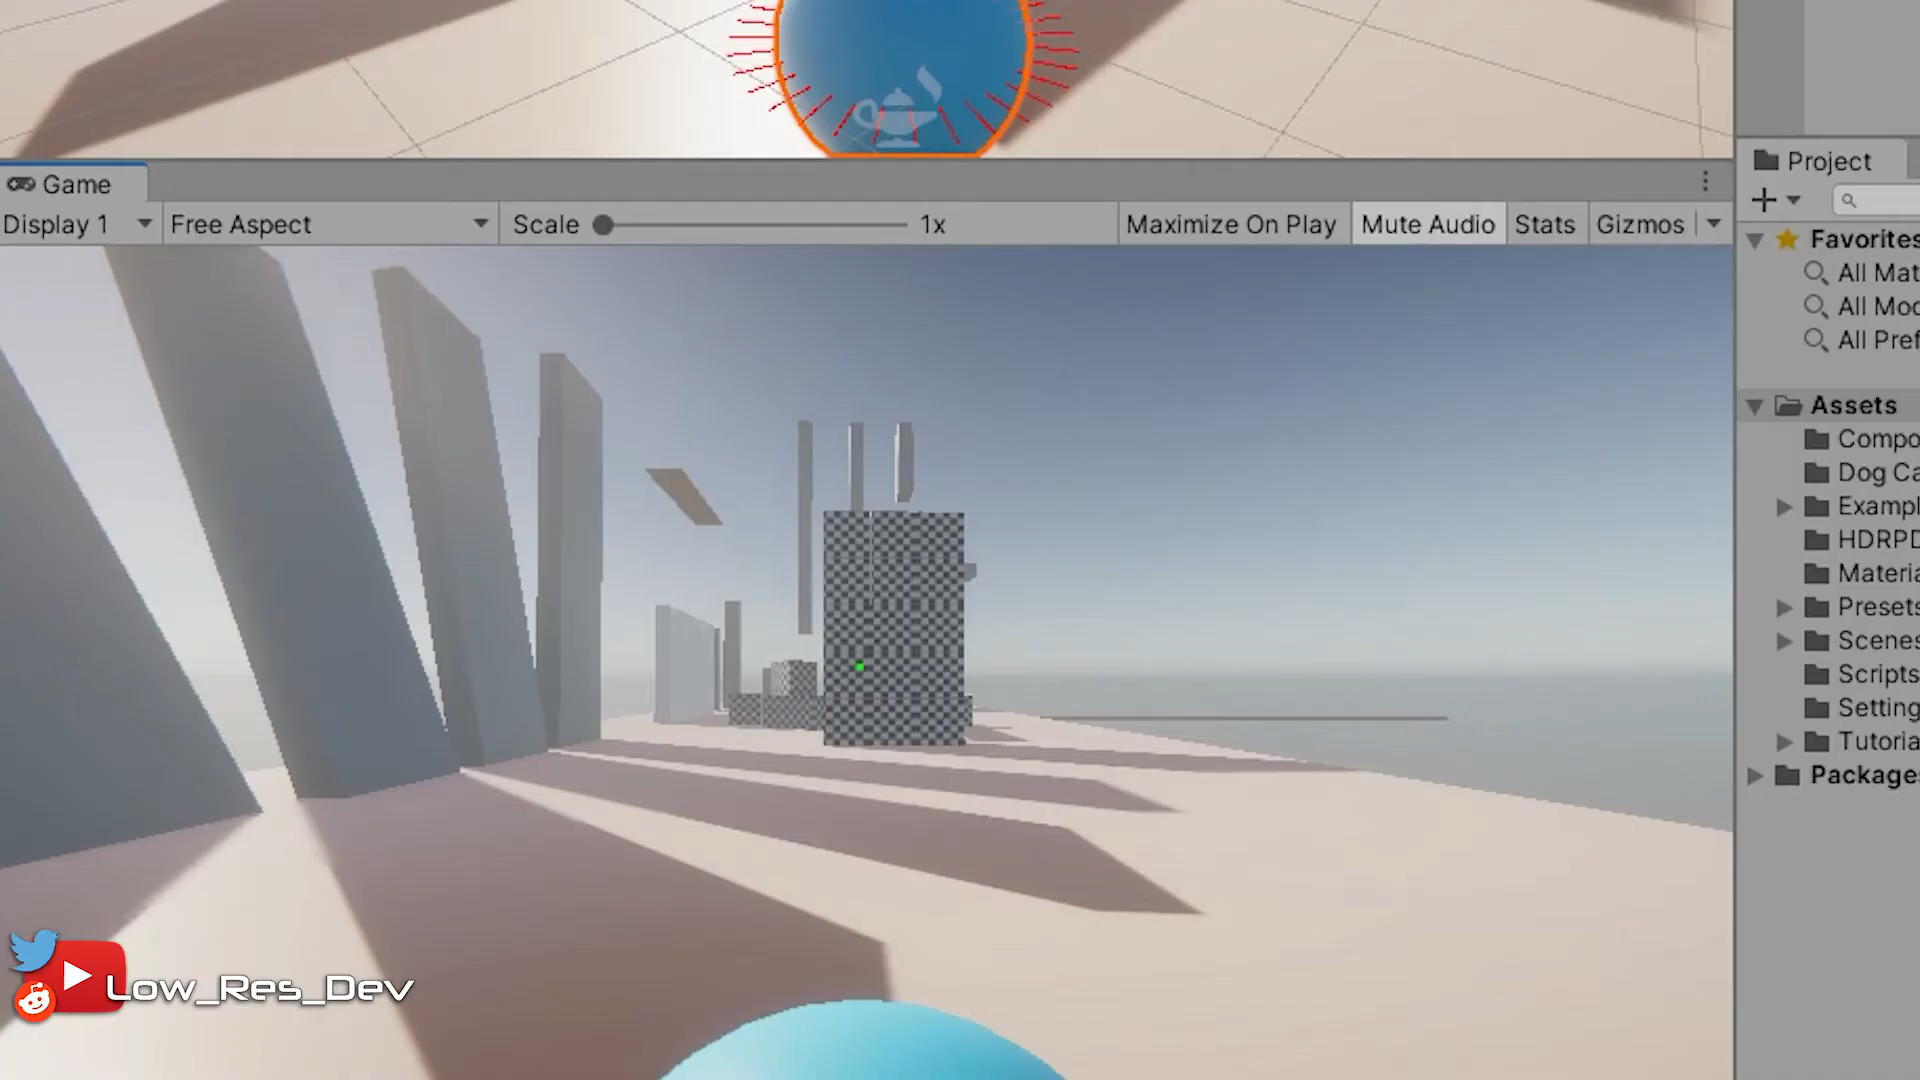 Game
Display 1
Free Aspect
Scale
1x
Maximize On Play
Mute Audio
Stats
Gizmos
Project
Favorites
All Mat
All Mod
All Pref
Assets
Compo
Dog Ca
Exampl
HDRPD
Materia
Presets
Scenes
Scripts
Setting
Tutoria
Packages
Low_Res_Dev